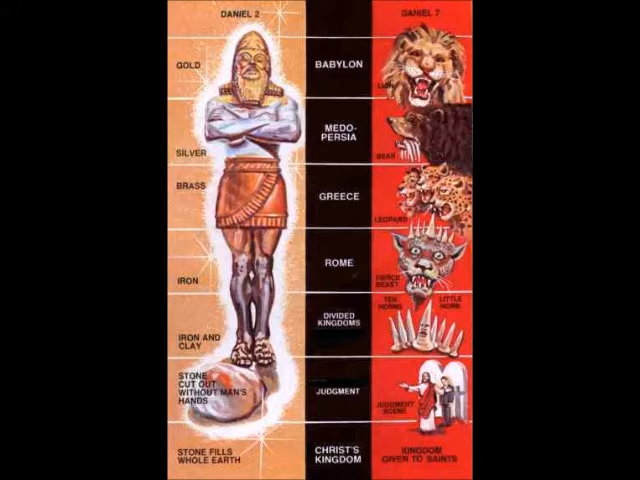 DANIEL 2
DANIEL 7
GOLD
BABYLON
LION
SILVER
MEDO-
PERSIA
BEAR
BRASS
GREECE
LEOPARD
IRON
ROME
FIERCE
BEAST
IRON AND
CLAY
DIVIDED
KINGDOMS
TEN
HORNS
LITTLE
HORN
STONE
CUT OUT
WITHOUT MAN'S
HANDS
JUDGMENT
JUDGMENT
SCENE
STONE FILLS
WHOLE EARTH
CHRIST'S
KINGDOM
KINGDOM
GIVEN TO SAINTS